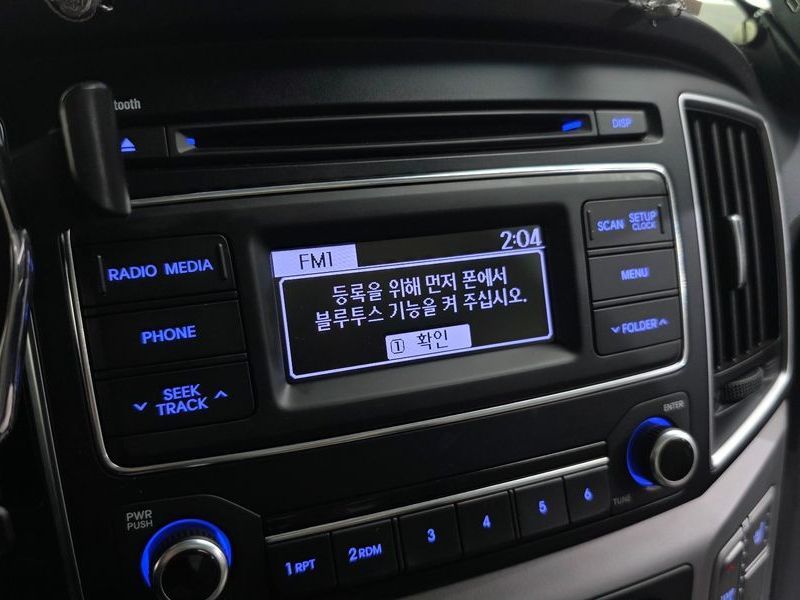 tooth
DISP
RADIO MEDIA
PHONE
SEEK
TRACK
FM1
2:04
등록을 위해 먼저 폰에서
블루투스 기능을 켜 주십시오.
① 확인
SCAN SETUP
CLOCK
MENU
FOLDER
ENTER
TUNE
PWR
PUSH
1 RPT
2 RDM
3
4
5
6